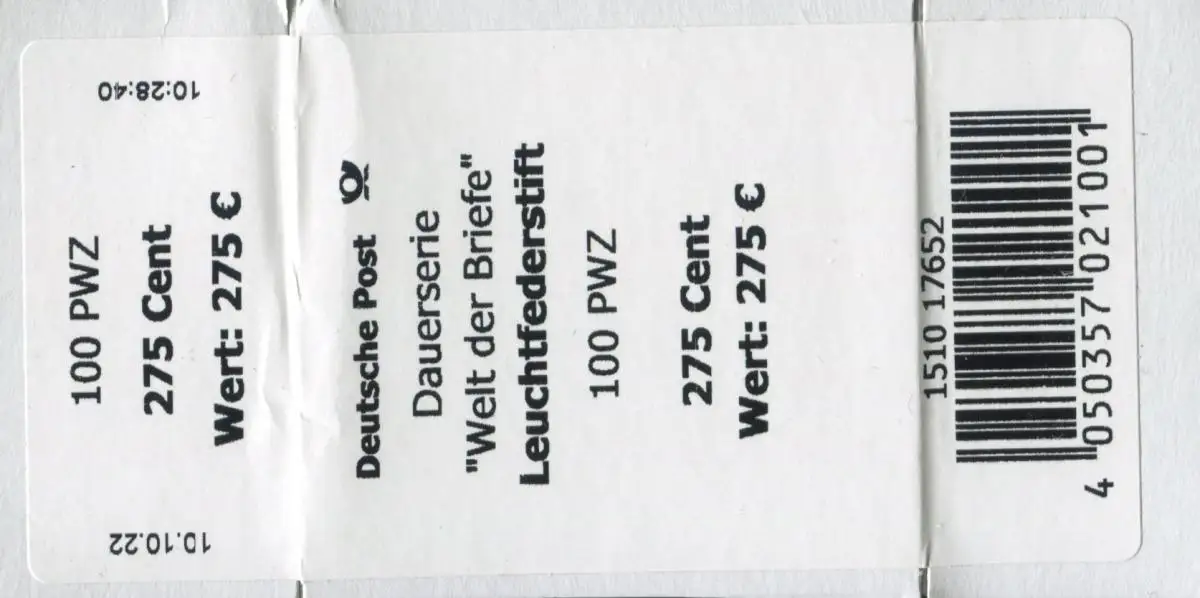 10:28:40
10.10.22
100 PWZ
275 Cent
Wert: 275 €
Deutsche Post
Dauerserie
"Welt der Briefe"
Leuchtfederstift
100 PWZ
275 Cent
Wert: 275 €
1510 17652
4 050357 021001